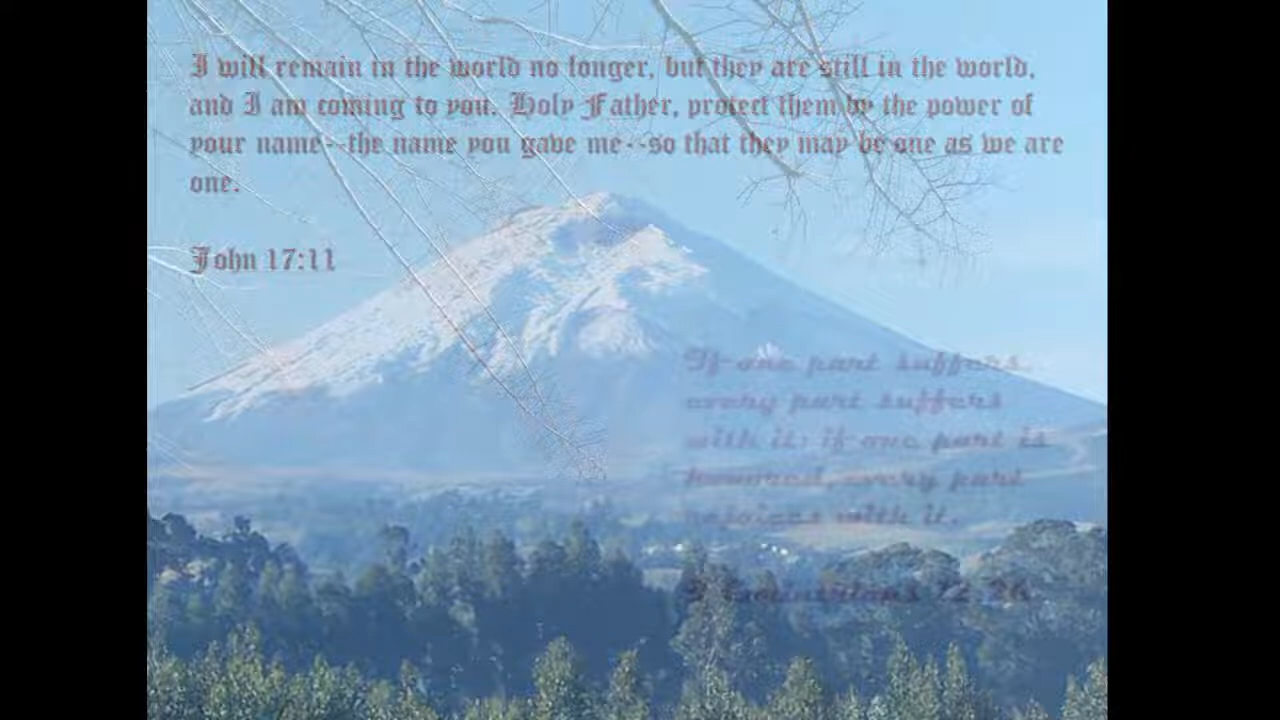 I will remain in the world no longer, but they are still in the world,
and I am coming to you. Holy Father, protect them by the power of
your name--the name you gave me--so that they may be one as we are
one.
John 17:11
If one part suffers,
every part suffers
with it; if one part is
honored, every part
rejoices with it.
Corinthians 12:26